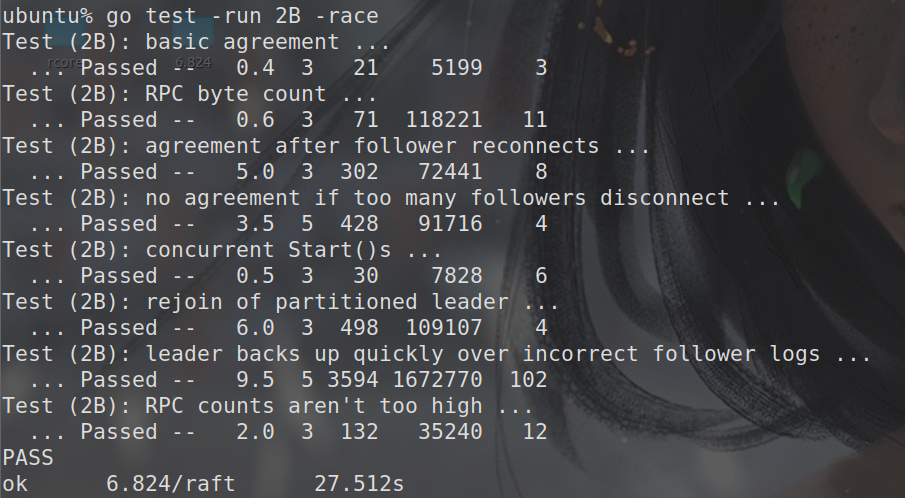 ubuntu% go test -run 2B -race
Test (2B): basic agreement ...
  ... Passed --   0.4  3   21    5199    3
rcore 6.824
Test (2B): RPC byte count ...
  ... Passed --   0.6  3   71  118221   11
Test (2B): agreement after follower reconnects ...
  ... Passed --   5.0  3  302   72441    8
Test (2B): no agreement if too many followers disconnect ...
  ... Passed --   3.5  5  428   91716    4
Test (2B): concurrent Start()s ...
  ... Passed --   0.5  3   30    7828    6
Test (2B): rejoin of partitioned leader ...
  ... Passed --   6.0  3  498  109107    4
Test (2B): leader backs up quickly over incorrect follower logs ...
  ... Passed --   9.5  5 3594 1672770  102
Test (2B): RPC counts aren't too high ...
  ... Passed --   2.0  3  132   35240   12
PASS
ok      6.824/raft      27.512s